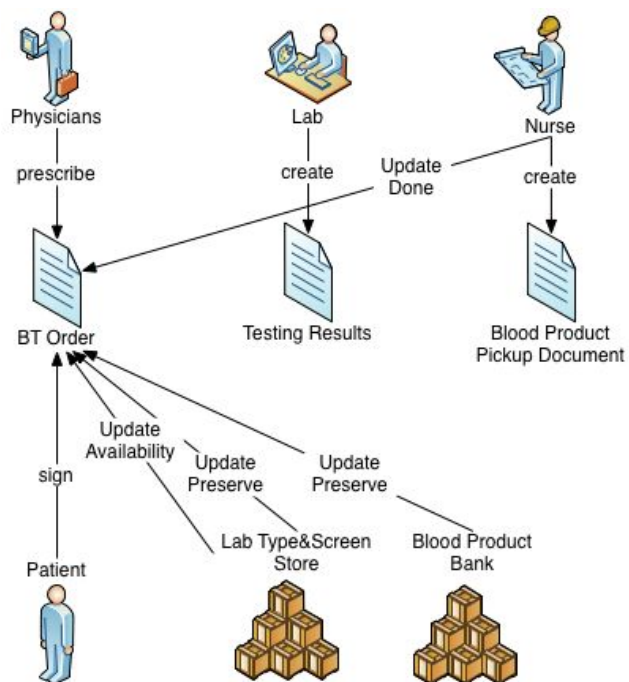 Physicians
Lab
Nurse
prescribe
create
Update
Done
create
BT Order
Testing Results
Blood Product
Pickup Document
Update
Availability
Update
Preserve
Update
Preserve
sign
Lab Type&Screen
Store
Blood Product
Bank
Patient